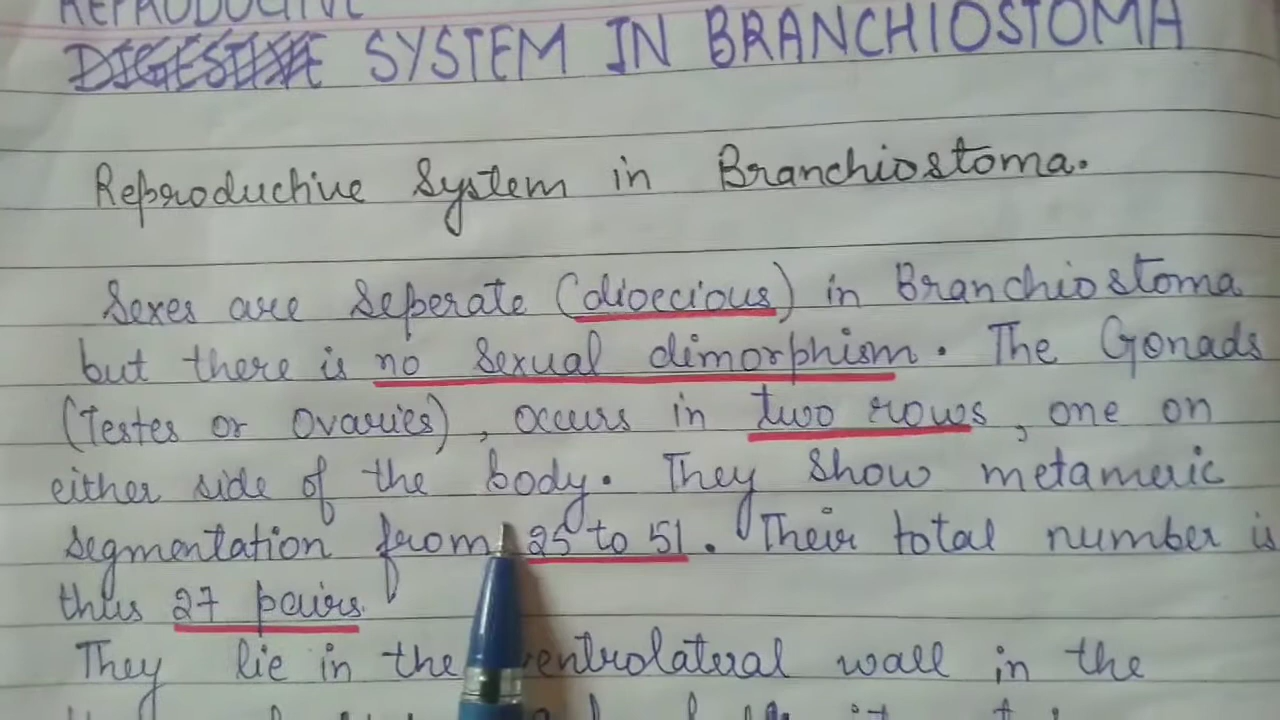 REPRODUCTIVE
DIGESTIVE SYSTEM IN BRANCHIOSTOMA
Reproductive System in Branchiostoma.
Sexes are Seperate (dioecious) in Branchiostoma
but there is no Sexual dimorphism. The Gonads
(Testes or Ovaries), occurs in two rows, one on
either side of the body. They show metameric
segmentation from 25 to 51. Their total number is
thus 27 pairs.
They lie in the ventrolateral wall in the